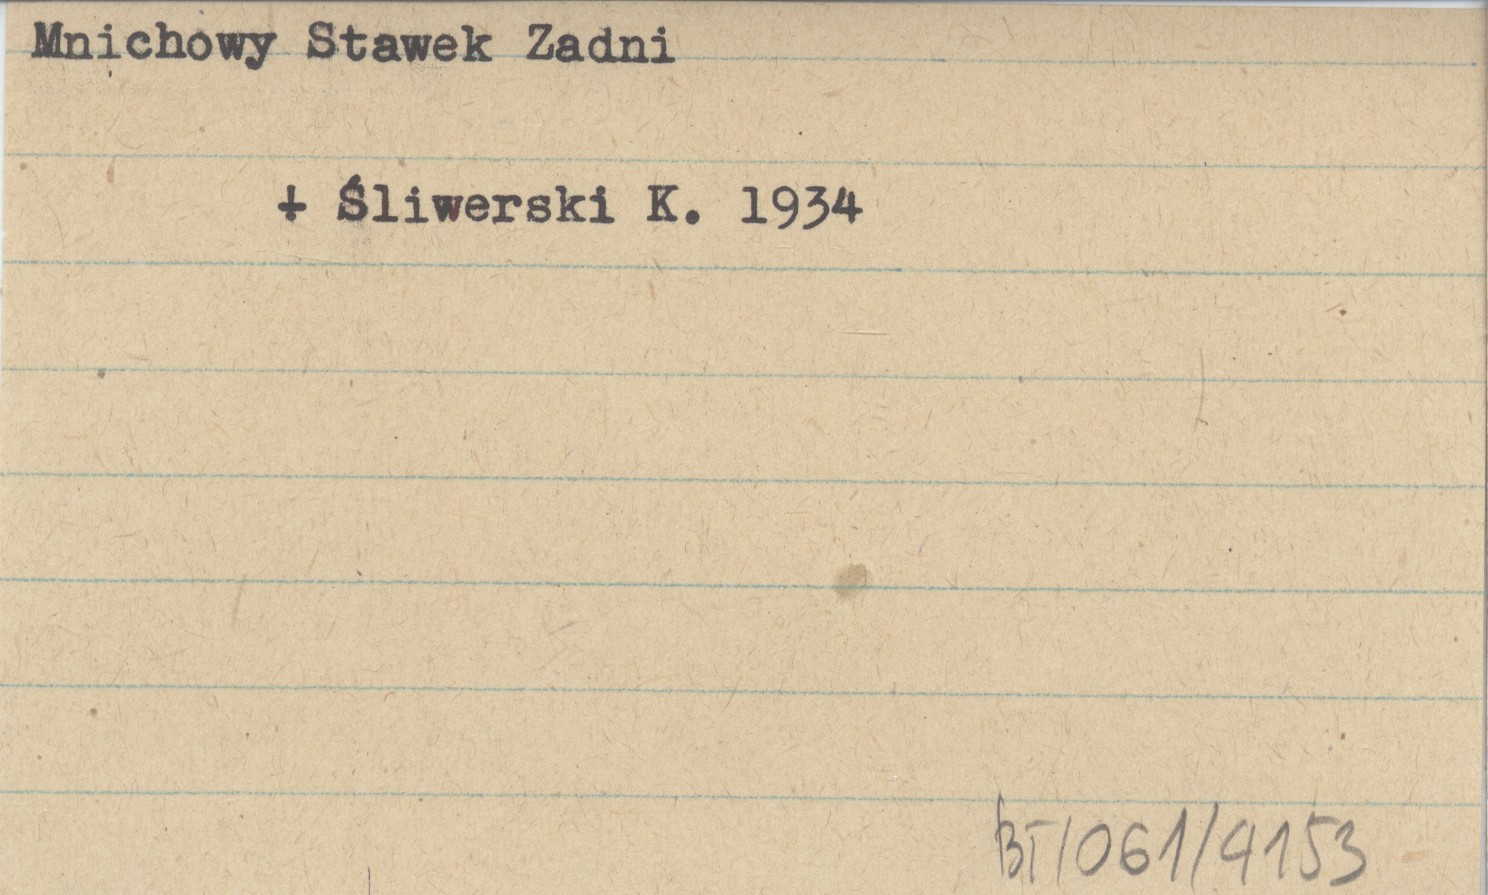 Mnichowy Stawek Zadni
+ Śliwerski K. 1934
BT/061/4153